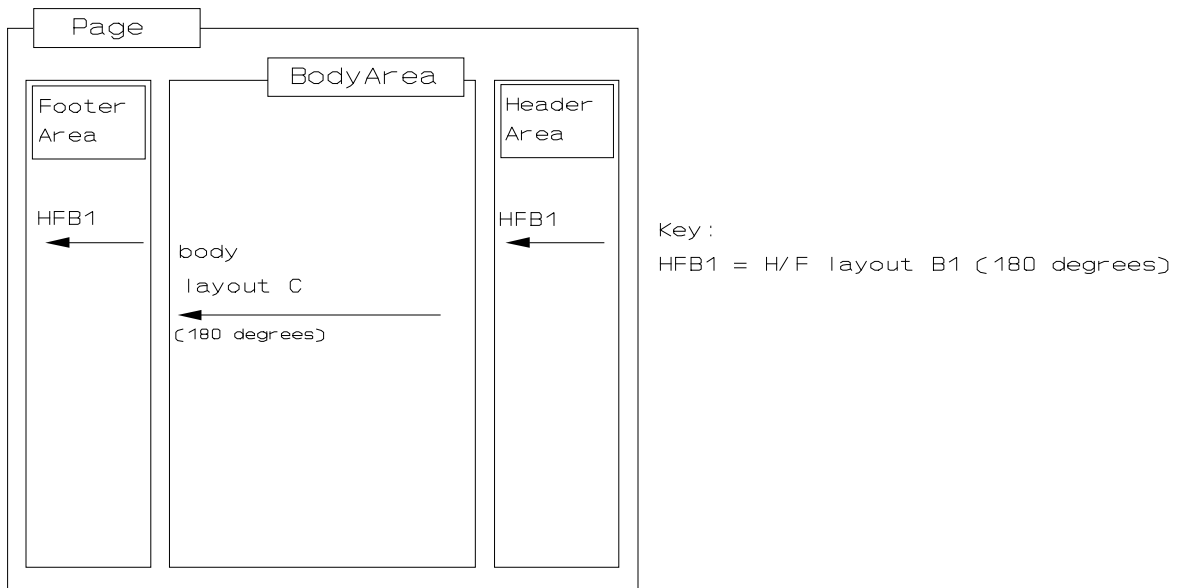 Page
BodyArea
Footer
Area
Header
Area
HFB1
HFB1
body
layout C
(180 degrees)
Key:
HFB1 = H/F layout B1 (180 degrees)